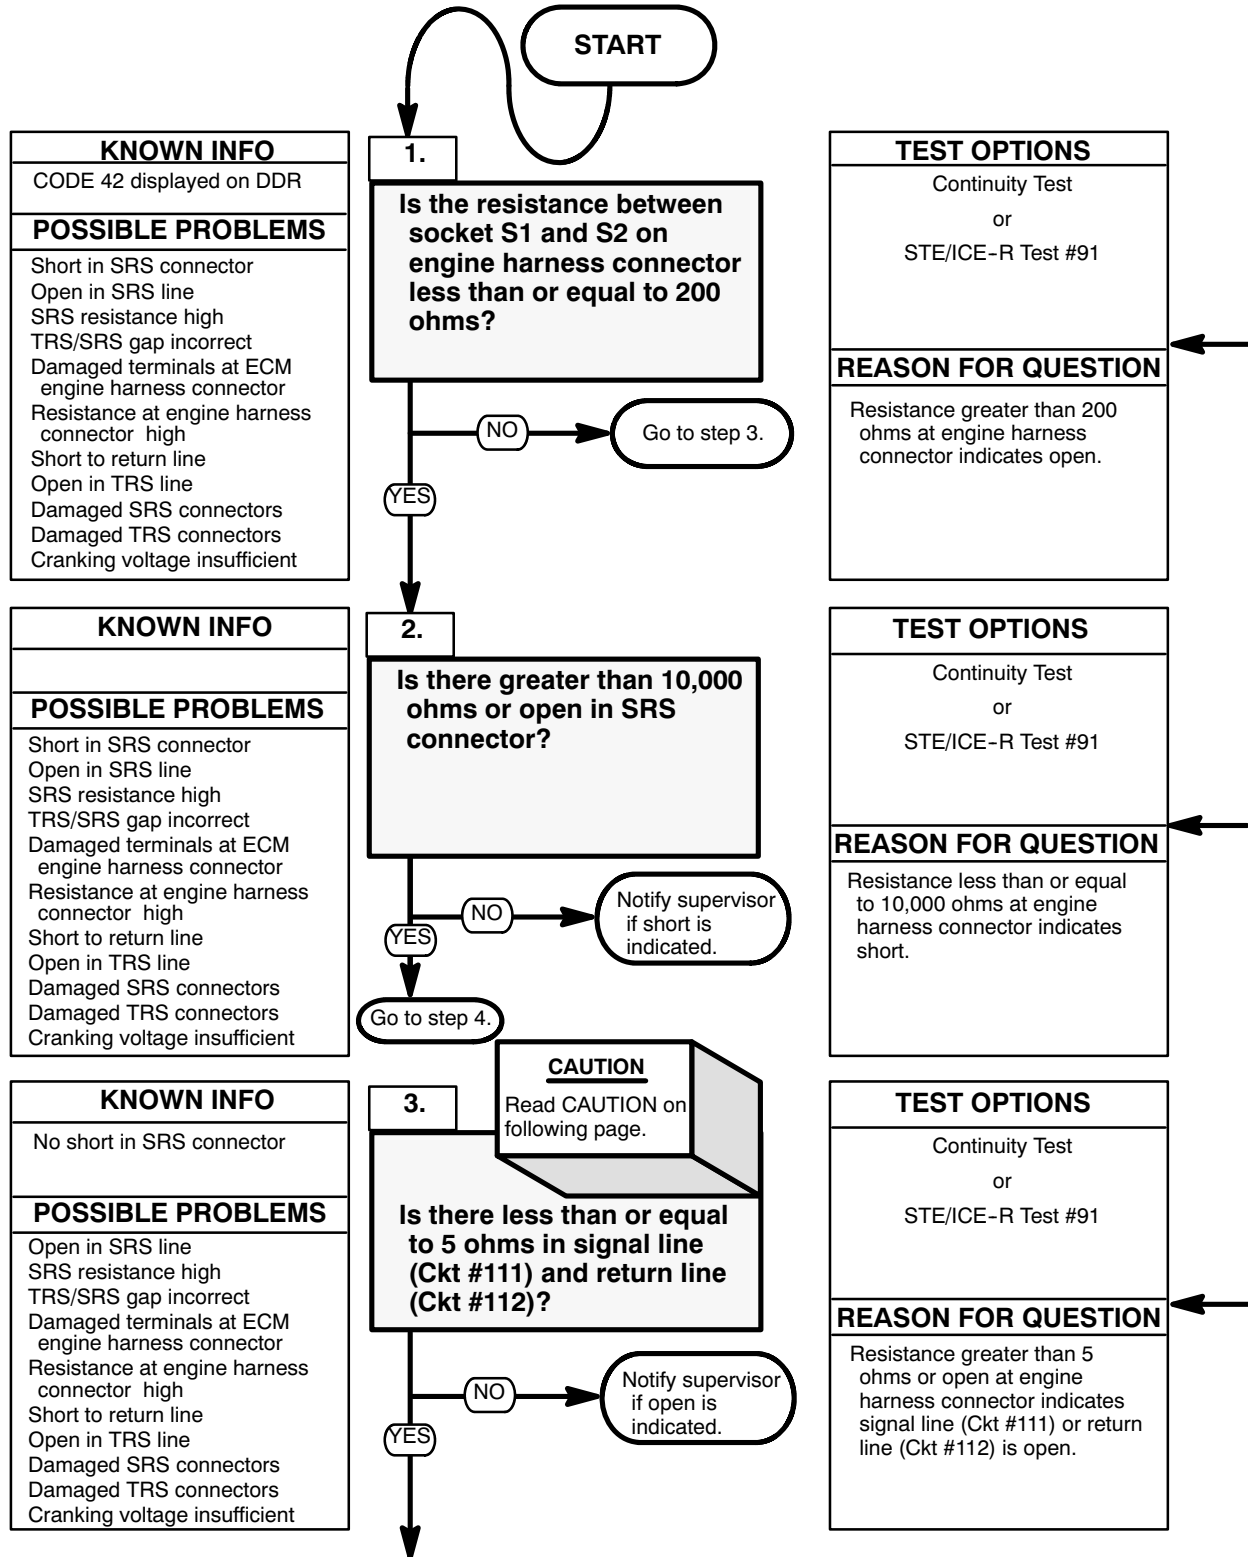 START
KNOWN INFO
CODE 42 displayed on DDR
POSSIBLE PROBLEMS
Short in SRS connector
Open in SRS line
SRS resistance high
TRS/SRS gap incorrect
Damaged terminals at ECM
engine harness connector
Resistance at engine harness
connector high
Short to return line
Open in TRS line
Damaged SRS connectors
Damaged TRS connectors
Cranking voltage insufficient
1.
Is the resistance between
socket S1 and S2 on
engine harness connector
less than or equal to 200
ohms?
NO
Go to step 3.
YES
TEST OPTIONS
Continuity Test
or
STE/ICE-R Test #91
REASON FOR QUESTION
Resistance greater than 200
ohms at engine harness
connector indicates open.
KNOWN INFO
POSSIBLE PROBLEMS
Short in SRS connector
Open in SRS line
SRS resistance high
TRS/SRS gap incorrect
Damaged terminals at ECM
engine harness connector
Resistance at engine harness
connector high
Short to return line
Open in TRS line
Damaged SRS connectors
Damaged TRS connectors
Cranking voltage insufficient
2.
Is there greater than 10,000
ohms or open in SRS
connector?
NO
Notify supervisor
if short is
indicated.
YES
Go to step 4.
TEST OPTIONS
Continuity Test
or
STE/ICE-R Test #91
REASON FOR QUESTION
Resistance less than or equal
to 10,000 ohms at engine
harness connector indicates
short.
KNOWN INFO
No short in SRS connector
POSSIBLE PROBLEMS
Open in SRS line
SRS resistance high
TRS/SRS gap incorrect
Damaged terminals at ECM
engine harness connector
Resistance at engine harness
connector high
Short to return line
Open in TRS line
Damaged SRS connectors
Damaged TRS connectors
Cranking voltage insufficient
3.
CAUTION
Read CAUTION on
following page.
Is there less than or equal
to 5 ohms in signal line
(Ckt #111) and return line
(Ckt #112)?
NO
Notify supervisor
if open is
indicated.
YES
TEST OPTIONS
Continuity Test
or
STE/ICE-R Test #91
REASON FOR QUESTION
Resistance greater than 5
ohms or open at engine
harness connector indicates
signal line (Ckt #111) or return
line (Ckt #112) is open.